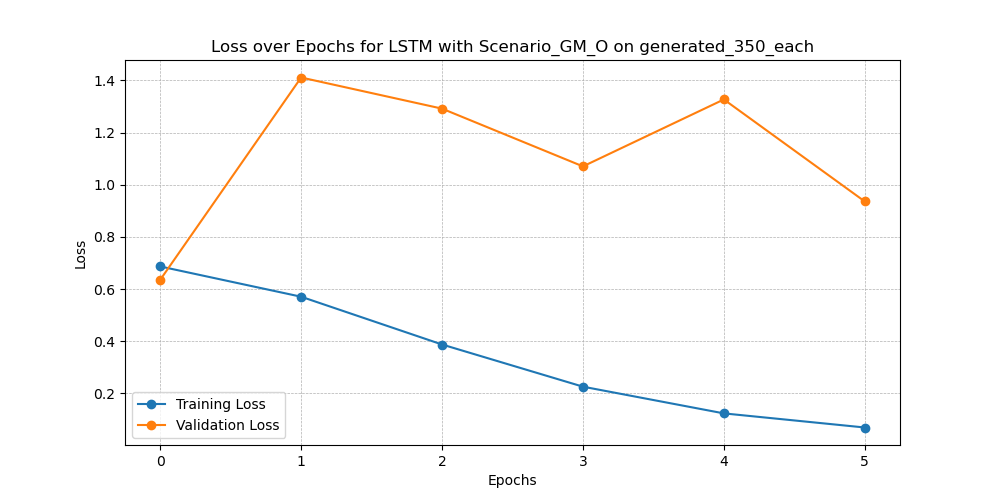 Loss over Epochs for LSTM with Scenario_GM_O on generated_350_each
1.4
1.2
1.0
0.8
0.6
0.4
0.2
Loss
Training Loss
Validation Loss
0 1 2 3 4 5
Epochs